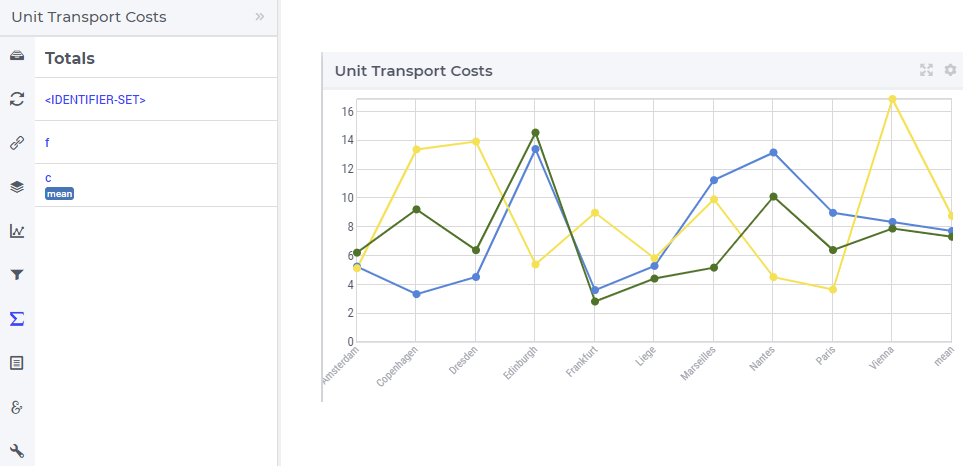 Unit Transport Costs
Totals
<IDENTIFIER-SET>
f
c
mean
Unit Transport Costs
16
14
12
10
8
6
4
2
0
Amsterdam
Copenhagen
Dresden
Edinburgh
Frankfurt
Liege
Marseilles
Nantes
Paris
Vienna
mean